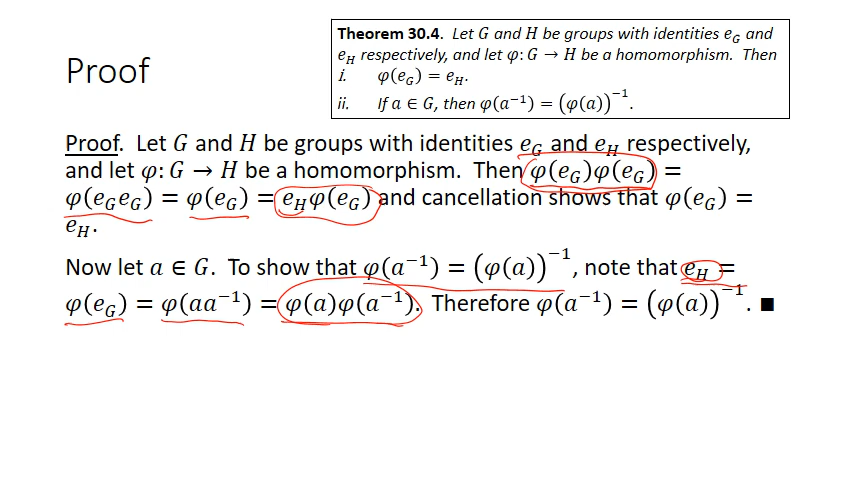 Proof
Theorem 30.4. Let G and H be groups with identities e_G and
e_H respectively, and let φ: G → H be a homomorphism. Then
i. φ(e_G) = e_H.
ii. If a ∈ G, then φ(a⁻¹) = (φ(a))⁻¹.
Proof. Let G and H be groups with identities e_G and e_H respectively,
and let φ: G → H be a homomorphism. Then φ(e_G)φ(e_G) =
φ(e_G e_G) = φ(e_G) = e_H φ(e_G) and cancellation shows that φ(e_G) =
e_H.
Now let a ∈ G. To show that φ(a⁻¹) = (φ(a))⁻¹, note that e_H =
φ(e_G) = φ(aa⁻¹) = φ(a)φ(a⁻¹). Therefore φ(a⁻¹) = (φ(a))⁻¹. ■